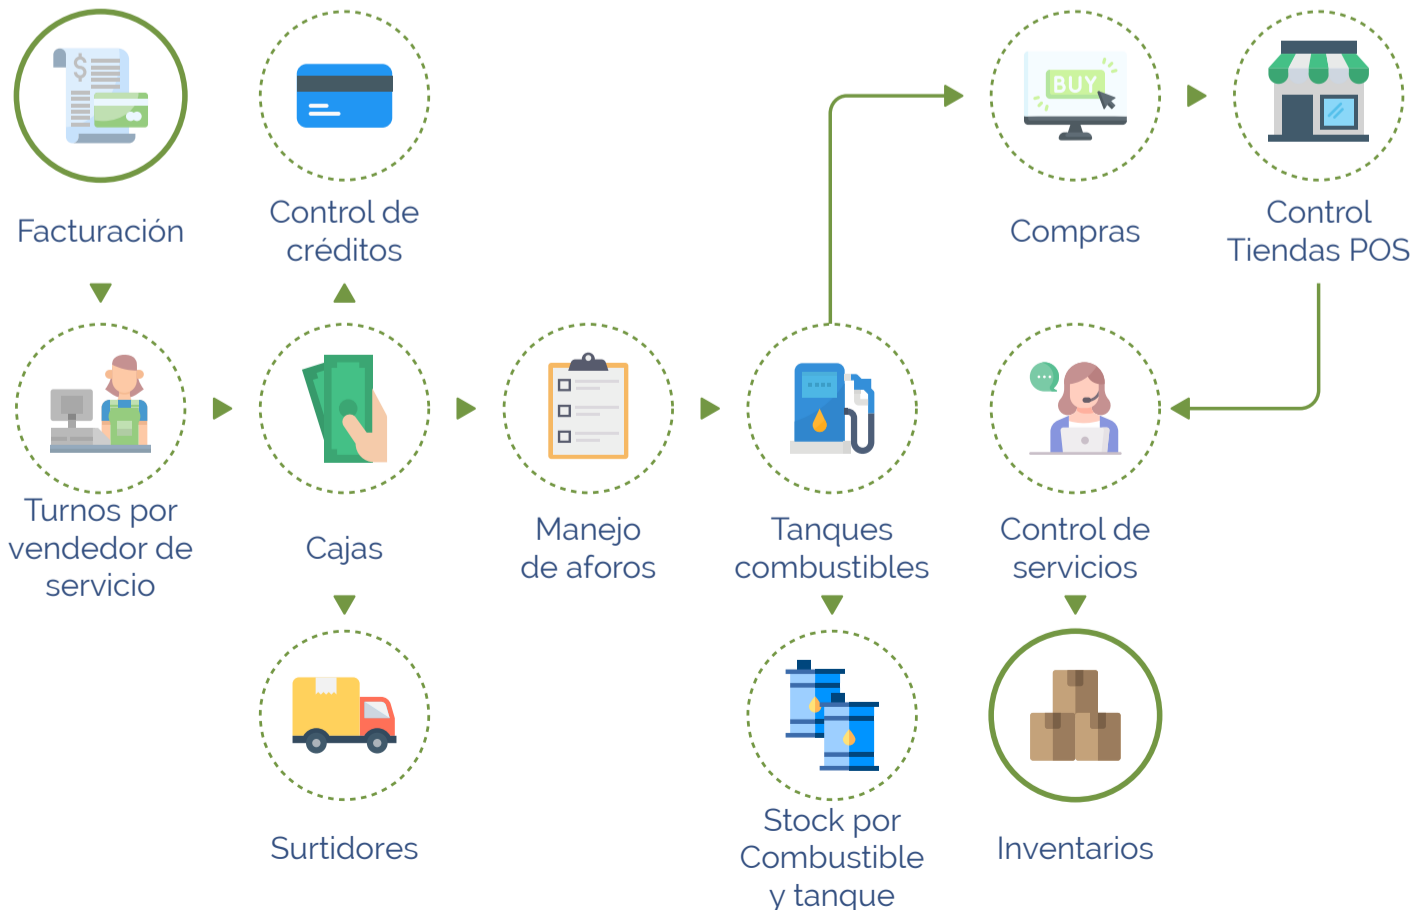 $
BUY
Facturación
Control de
créditos
Compras
Control
Tiendas POS
Turnos por
vendedor de
servicio
Cajas
Manejo
de aforos
Tanques
combustibles
Control de
servicios
Surtidores
Stock por
Combustible
y tanque
Inventarios